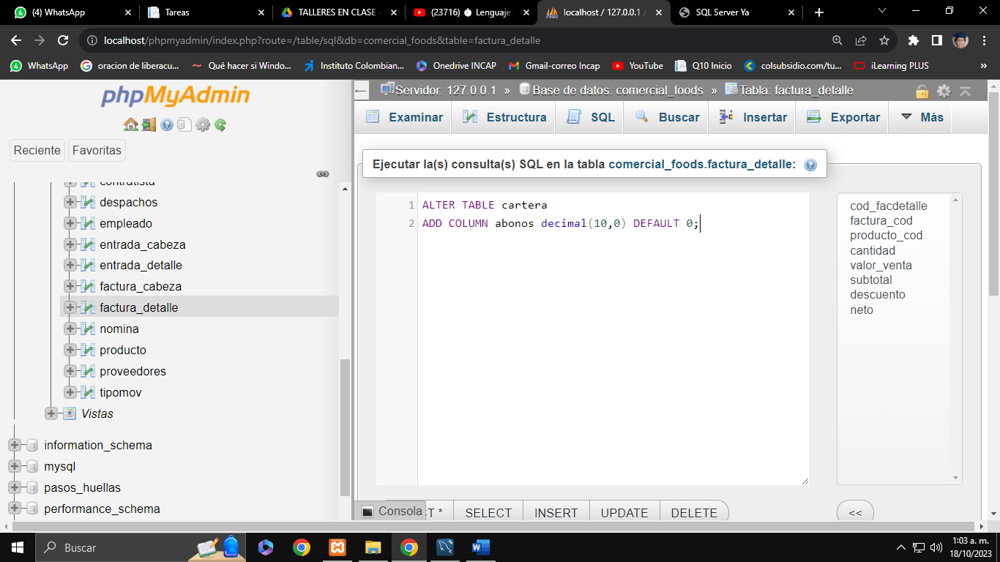 (4) WhatsApp
Tareas
TALLERES EN CLASE -
(23716) Lenguaje
localhost / 127.0.0.1 /
SQL Server Ya
localhost/phpmyadmin/index.php?route=/table/sql&db=comercial_foods&table=factura_detalle
WhatsApp
oracion de liberacu...
Qué hacer si Windo...
Instituto Colombian...
Onedrive INCAP
Gmail-correo Incap
YouTube
Q10 Inicio
colsubsidio.com/tu...
iLearning PLUS
»
phpMyAdmin
Reciente
Favoritas
contratista
despachos
empleado
entrada_cabeza
entrada_detalle
factura_cabeza
factura_detalle
nomina
producto
proveedores
tipomov
Vistas
information_schema
mysql
pasos_huellas
performance_schema
Servidor: 127.0.0.1 » Base de datos: comercial_foods » Tabla: factura_detalle
Examinar
Estructura
SQL
Buscar
Insertar
Exportar
Más
Ejecutar la(s) consulta(s) SQL en la tabla comercial_foods.factura_detalle:
1 ALTER TABLE cartera
2 ADD COLUMN abonos decimal(10,0) DEFAULT 0;
cod_facdetalle
factura_cod
producto_cod
cantidad
valor_venta
subtotal
descuento
neto
Consola
T *
SELECT
INSERT
UPDATE
DELETE
<<
Buscar
1:03 a. m.
18/10/2023